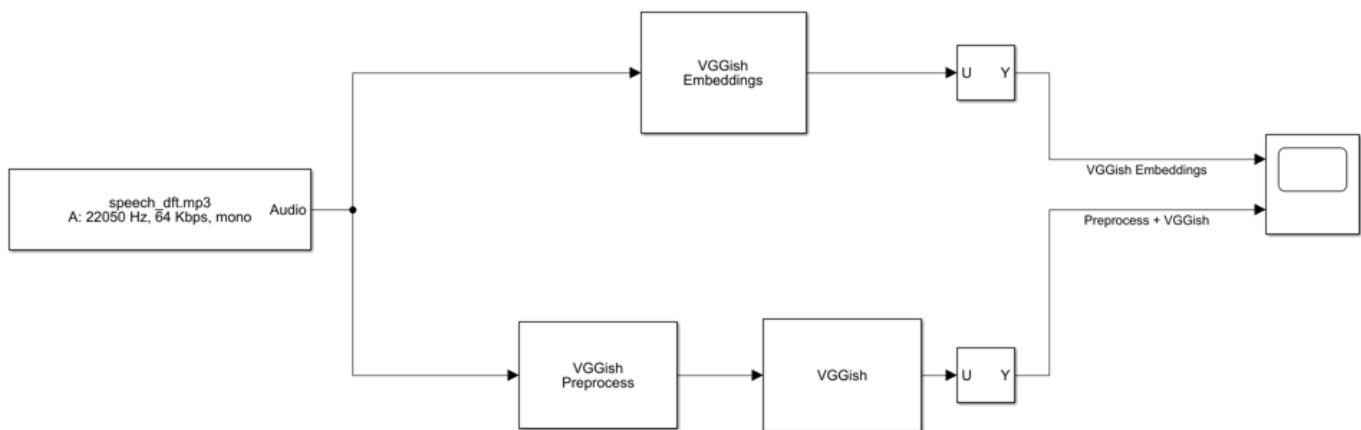 VGGish
Embeddings
U Y
VGGish Embeddings
speech_dft.mp3
A: 22050 Hz, 64 Kbps, mono
Audio
Preprocess + VGGish
VGGish
Preprocess
VGGish
U Y